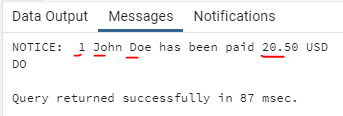 Data Output Messages Notifications
NOTICE:  1 John Doe has been paid 20.50 USD
DO
Query returned successfully in 87 msec.